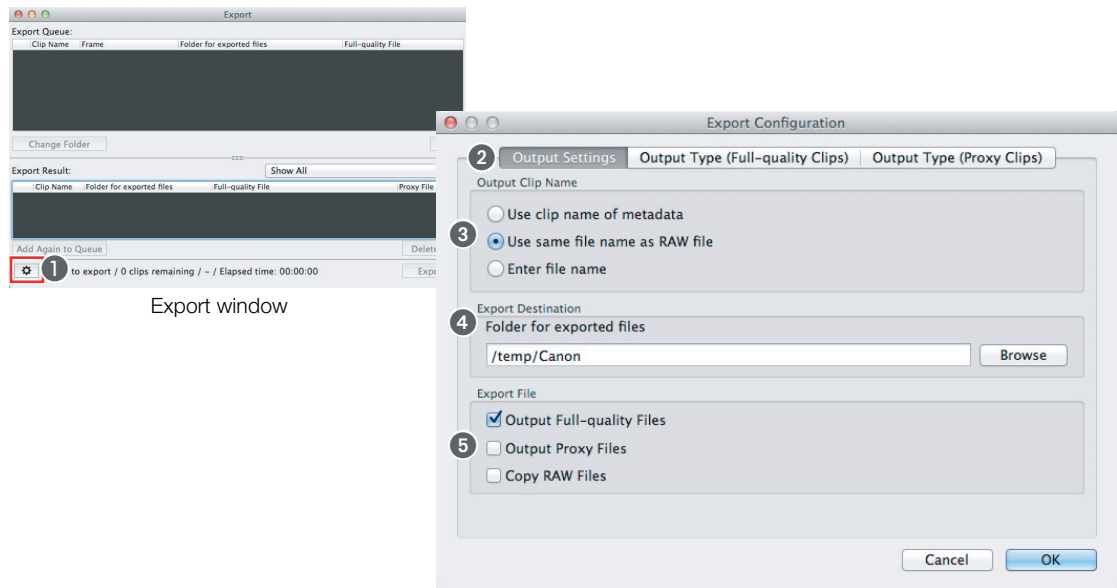 Export
Export Queue:
Clip Name Frame Folder for exported files Full-quality File
Change Folder
Export Result: Show All
Clip Name Folder for exported files Full-quality File Proxy File
Add Again to Queue Delete
1 to export / 0 clips remaining / - / Elapsed time: 00:00:00 Expo
Export window
Export Configuration
2 Output Settings Output Type (Full-quality Clips) Output Type (Proxy Clips)
Output Clip Name
Use clip name of metadata
3 Use same file name as RAW file
Enter file name
Export Destination
4 Folder for exported files
/temp/Canon Browse
Export File
Output Full-quality Files
5 Output Proxy Files
Copy RAW Files
Cancel OK